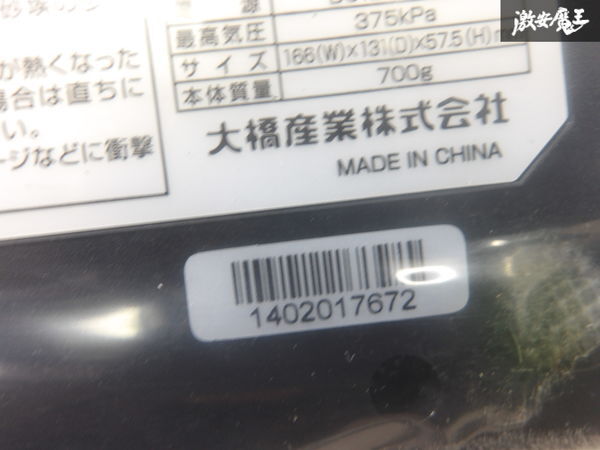 激安魔王
が熱くなった
場合は直ちに
い。
ージなどに衝撃
源
最高気圧 375kPa
サイズ 166(W)×131(D)×57.5(H)m
本体質量 700g
大橋産業株式会社
MADE IN CHINA
1402017672